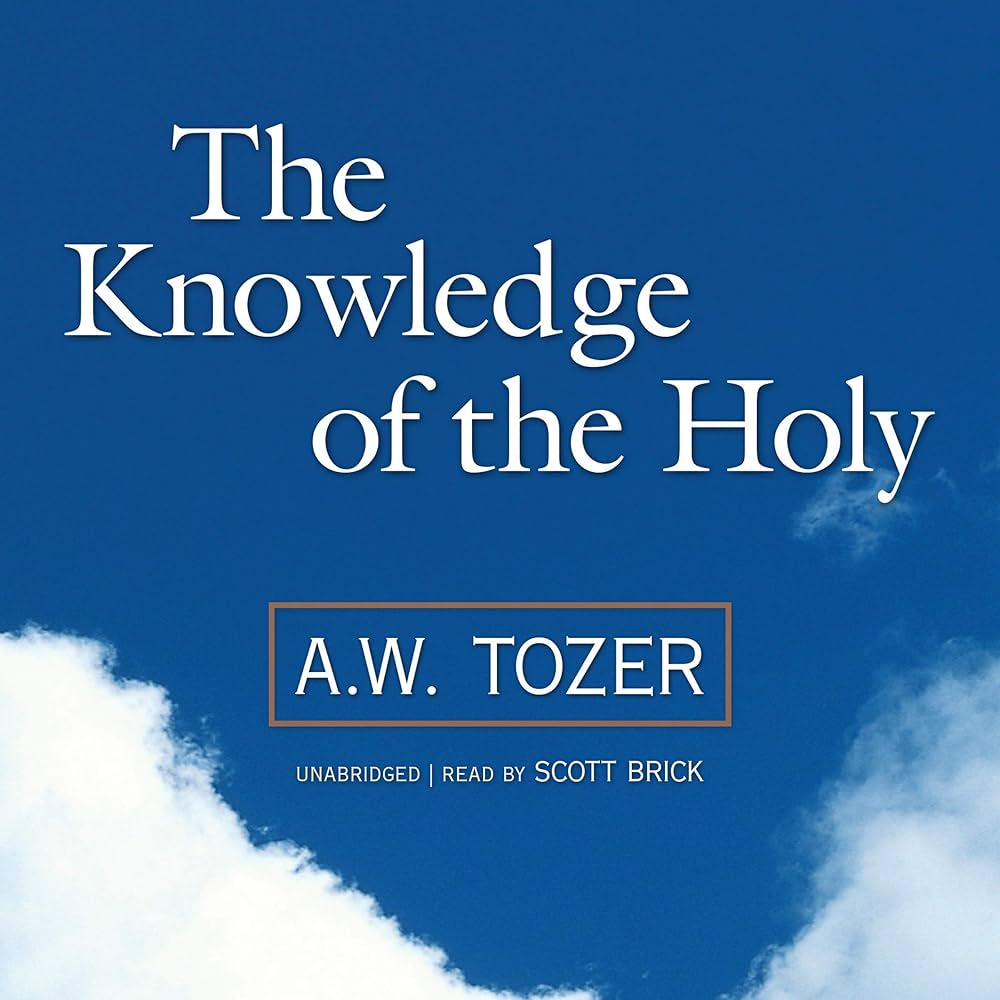 The
Knowledge
of the Holy
A.W. TOZER
UNABRIDGED | READ BY SCOTT BRICK